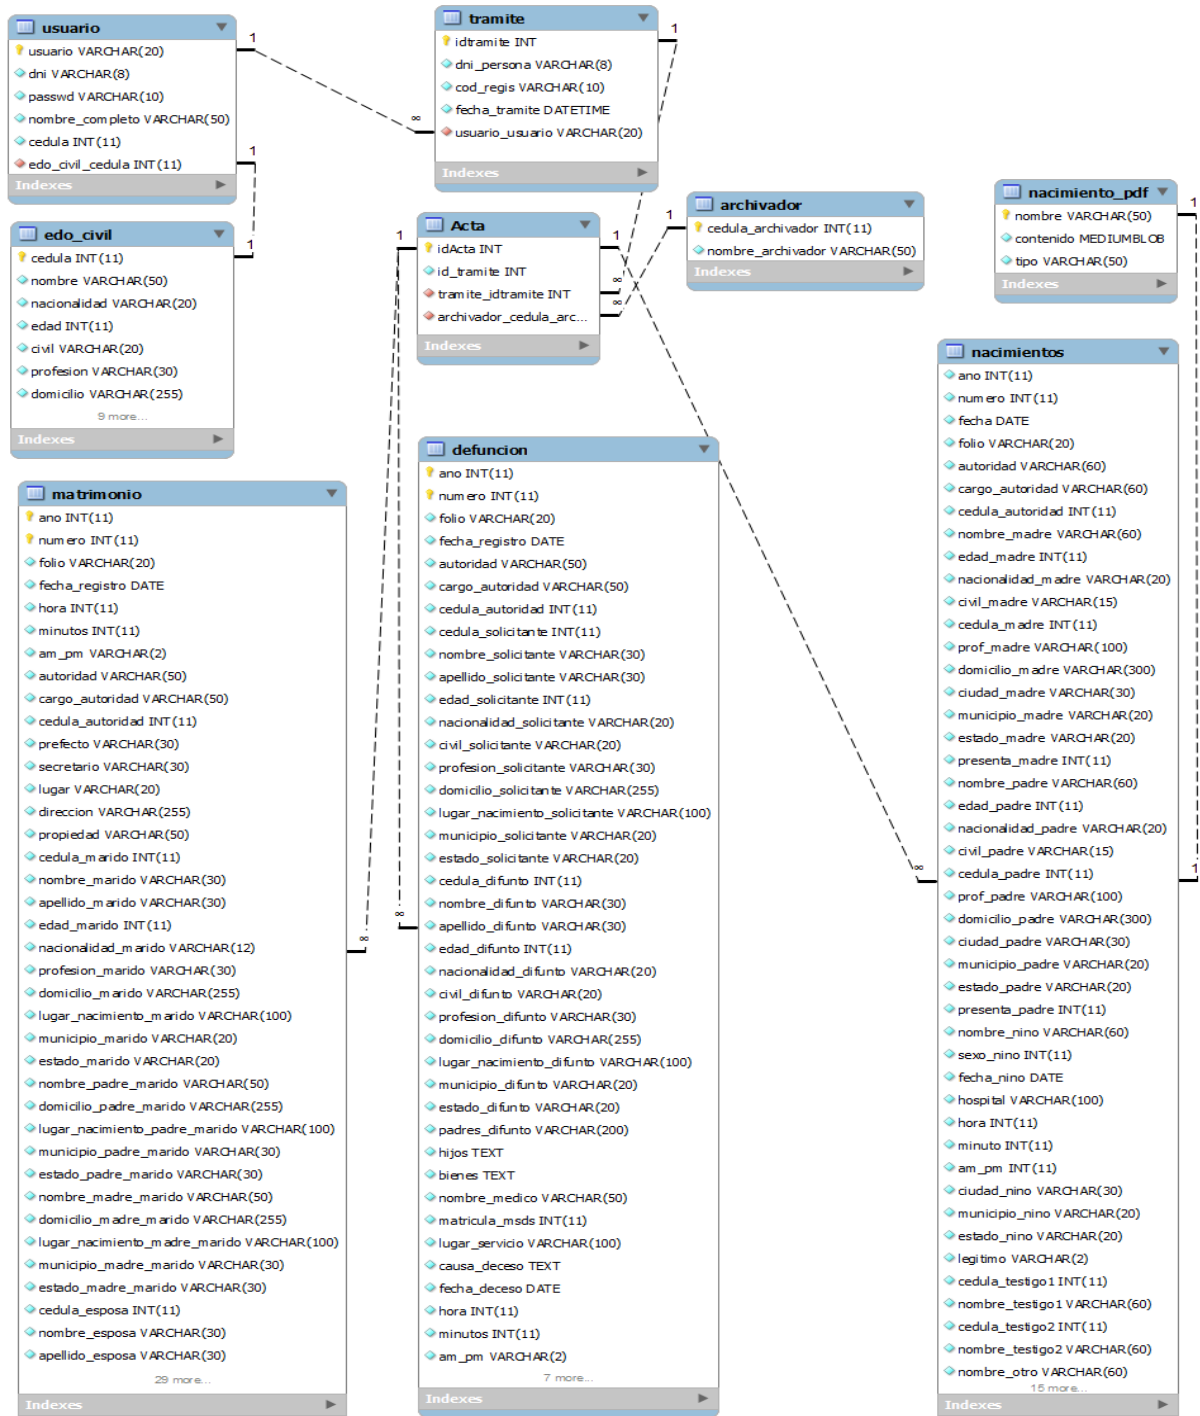 usuario
usuario VARCHAR(20)
dni VARCHAR(8)
passwd VARCHAR(10)
nombre_completo VARCHAR(50)
cedula INT(11)
edo_civil_cedula INT(11)
Indexes
1
1
tramite
idtramite INT
dni_persona VARCHAR(8)
cod_regis VARCHAR(10)
fecha_tramite DATETIME
usuario_usuario VARCHAR(20)
Indexes
∞
1
edo_civil
cedula INT(11)
nombre VARCHAR(50)
nacionalidad VARCHAR(20)
edad INT(11)
civil VARCHAR(20)
profesion VARCHAR(30)
domicilio VARCHAR(255)
9 more...
Indexes
1
Acta
idActa INT
id_tramite INT
tramite_idtramite INT
archivador_cedula_arc...
Indexes
1
1
∞
∞
archivador
cedula_archivador INT(11)
nombre_archivador VARCHAR(50)
Indexes
1
nacimiento_pdf
nombre VARCHAR(50)
contenido MEDIUMBLOB
tipo VARCHAR(50)
Indexes
1
matrimonio
ano INT(11)
numero INT(11)
folio VARCHAR(20)
fecha_registro DATE
hora INT(11)
minutos INT(11)
am_pm VARCHAR(2)
autoridad VARCHAR(50)
cargo_autoridad VARCHAR(50)
cedula_autoridad INT(11)
prefecto VARCHAR(30)
secretario VARCHAR(30)
lugar VARCHAR(20)
direccion VARCHAR(255)
propiedad VARCHAR(50)
cedula_marido INT(11)
nombre_marido VARCHAR(30)
apellido_marido VARCHAR(30)
edad_marido INT(11)
nacionalidad_marido VARCHAR(12)
profesion_marido VARCHAR(30)
domicilio_marido VARCHAR(255)
lugar_nacimiento_marido VARCHAR(100)
municipio_marido VARCHAR(20)
estado_marido VARCHAR(20)
nombre_padre_marido VARCHAR(50)
domicilio_padre_marido VARCHAR(255)
lugar_nacimiento_padre_marido VARCHAR(100)
municipio_padre_marido VARCHAR(30)
estado_padre_marido VARCHAR(30)
nombre_madre_marido VARCHAR(50)
domicilio_madre_marido VARCHAR(255)
lugar_nacimiento_madre_marido VARCHAR(100)
municipio_madre_marido VARCHAR(30)
estado_madre_marido VARCHAR(30)
cedula_esposa INT(11)
nombre_esposa VARCHAR(30)
apellido_esposa VARCHAR(30)
29 more...
Indexes
∞
defuncion
ano INT(11)
numero INT(11)
folio VARCHAR(20)
fecha_registro DATE
autoridad VARCHAR(50)
cargo_autoridad VARCHAR(50)
cedula_autoridad INT(11)
cedula_solicitante INT(11)
nombre_solicitante VARCHAR(30)
apellido_solicitante VARCHAR(30)
edad_solicitante INT(11)
nacionalidad_solicitante VARCHAR(20)
civil_solicitante VARCHAR(20)
profesion_solicitante VARCHAR(30)
domicilio_solicitante VARCHAR(255)
lugar_nacimiento_solicitante VARCHAR(100)
municipio_solicitante VARCHAR(20)
estado_solicitante VARCHAR(20)
cedula_difunto INT(11)
nombre_difunto VARCHAR(30)
apellido_difunto VARCHAR(30)
edad_difunto INT(11)
nacionalidad_difunto VARCHAR(20)
civil_difunto VARCHAR(20)
profesion_difunto VARCHAR(30)
domicilio_difunto VARCHAR(255)
lugar_nacimiento_difunto VARCHAR(100)
municipio_difunto VARCHAR(20)
estado_difunto VARCHAR(20)
padres_difunto VARCHAR(200)
hijos TEXT
bienes TEXT
nombre_medico VARCHAR(50)
matricula_msds INT(11)
lugar_servicio VARCHAR(100)
causa_deceso TEXT
fecha_deceso DATE
hora INT(11)
minutos INT(11)
am_pm VARCHAR(2)
7 more...
Indexes
∞
nacimientos
ano INT(11)
numero INT(11)
fecha DATE
folio VARCHAR(20)
autoridad VARCHAR(60)
cargo_autoridad VARCHAR(60)
cedula_autoridad INT(11)
nombre_madre VARCHAR(60)
edad_madre INT(11)
nacionalidad_madre VARCHAR(20)
civil_madre VARCHAR(15)
cedula_madre INT(11)
prof_madre VARCHAR(100)
domicilio_madre VARCHAR(300)
ciudad_madre VARCHAR(30)
municipio_madre VARCHAR(20)
estado_madre VARCHAR(20)
presenta_madre INT(11)
nombre_padre VARCHAR(60)
edad_padre INT(11)
nacionalidad_padre VARCHAR(20)
civil_padre VARCHAR(15)
cedula_padre INT(11)
prof_padre VARCHAR(100)
domicilio_padre VARCHAR(300)
ciudad_padre VARCHAR(30)
municipio_padre VARCHAR(20)
estado_padre VARCHAR(20)
presenta_padre INT(11)
nombre_nino VARCHAR(60)
sexo_nino INT(11)
fecha_nino DATE
hospital VARCHAR(100)
hora INT(11)
minuto INT(11)
am_pm INT(11)
ciudad_nino VARCHAR(30)
municipio_nino VARCHAR(20)
estado_nino VARCHAR(20)
legitimo VARCHAR(2)
cedula_testigo1 INT(11)
nombre_testigo1 VARCHAR(60)
cedula_testigo2 INT(11)
nombre_testigo2 VARCHAR(60)
nombre_otro VARCHAR(60)
15 more...
Indexes
∞
1